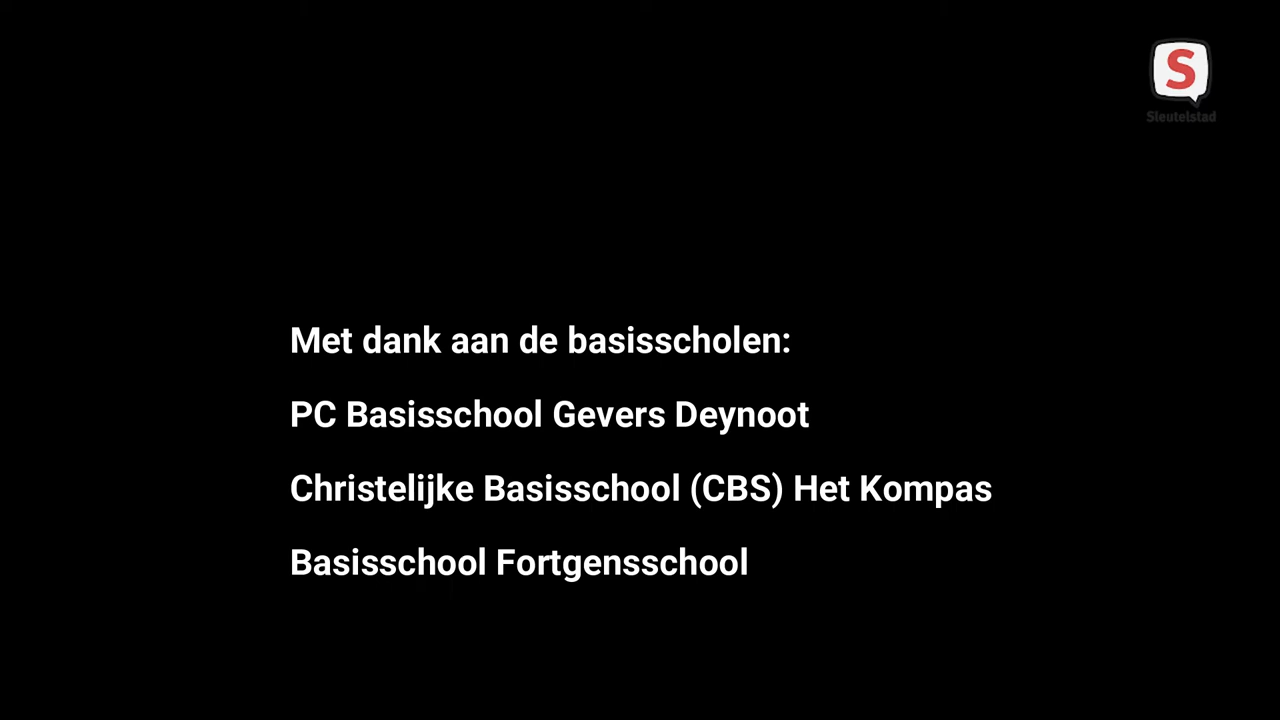 S
Sleutelstad
Met dank aan de basisscholen:
PC Basisschool Gevers Deynoot
Christelijke Basisschool (CBS) Het Kompas
Basisschool Fortgensschool